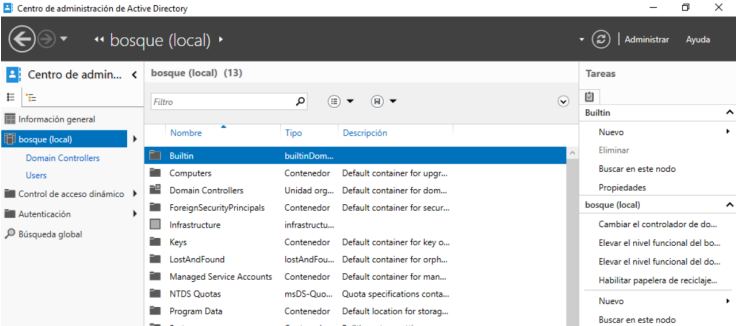 Centro de administración de Active Directory
bosque (local)
Administrar
Ayuda
Centro de admin...
Información general
bosque (local)
Domain Controllers
Users
Control de acceso dinámico
Autenticación
Búsqueda global
bosque (local) (13)
Filtro
Nombre Tipo Descripción
Builtin builtinDom...
Computers Contenedor Default container for upgr...
Domain Controllers Unidad org... Default container for dom...
ForeignSecurityPrincipals Contenedor Default container for secur...
Infrastructure infrastructu...
Keys Contenedor Default container for key o...
LostAndFound lostAndFou... Default container for orph...
Managed Service Accounts Contenedor Default container for man...
NTDS Quotas msDS-Quo... Quota specifications conta...
Program Data Contenedor Default location for storag...
Tareas
Builtin
Nuevo
Eliminar
Buscar en este nodo
Propiedades
bosque (local)
Cambiar el controlador de do...
Elevar el nivel funcional del bo...
Elevar el nivel funcional del do...
Habilitar papelera de reciclaje...
Nuevo
Buscar en este nodo